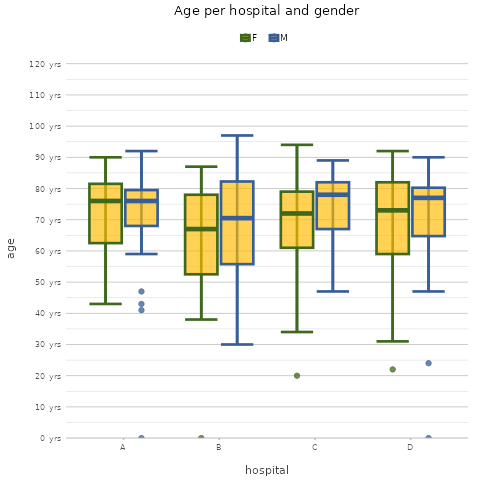 Age per hospital and gender
F M
120 yrs
110 yrs
100 yrs
90 yrs
80 yrs
70 yrs
60 yrs
50 yrs
40 yrs
30 yrs
20 yrs
10 yrs
0 yrs
age
A B C D
hospital